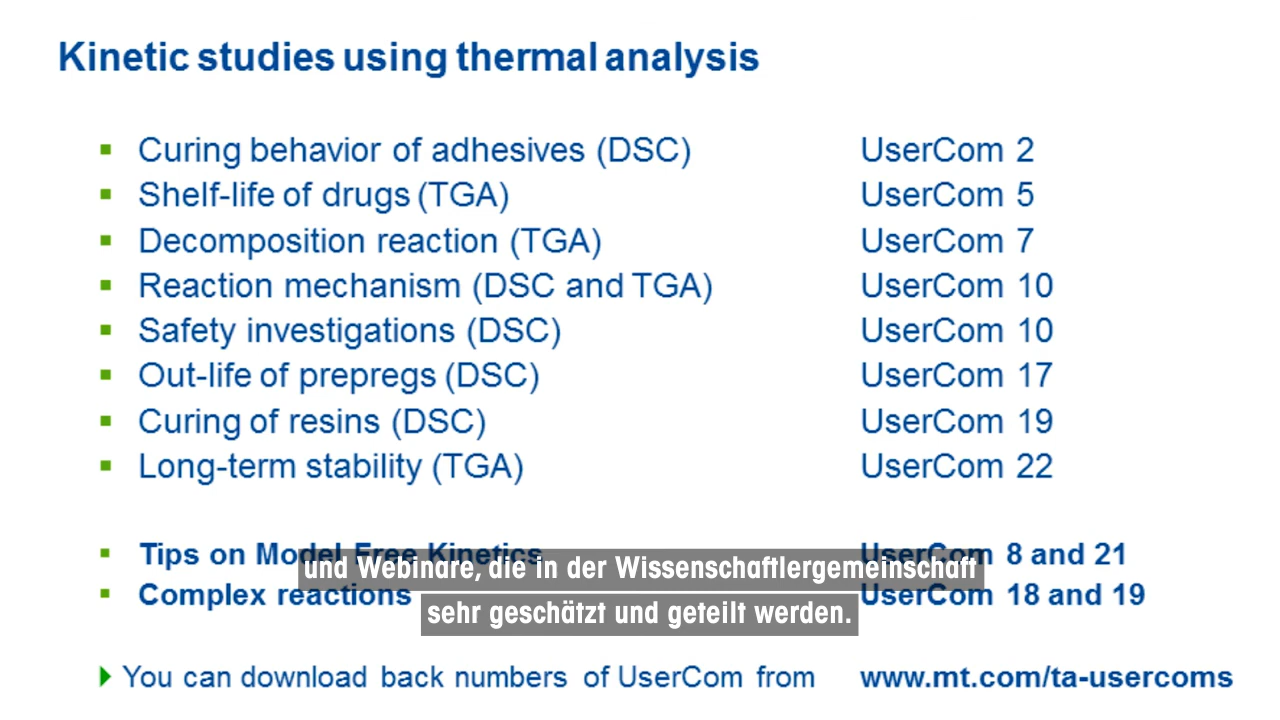 Kinetic studies using thermal analysis
Curing behavior of adhesives (DSC) UserCom 2
Shelf-life of drugs (TGA) UserCom 5
Decomposition reaction (TGA) UserCom 7
Reaction mechanism (DSC and TGA) UserCom 10
Safety investigations (DSC) UserCom 10
Out-life of prepregs (DSC) UserCom 17
Curing of resins (DSC) UserCom 19
Long-term stability (TGA) UserCom 22
Tips on Model Free Kinetics UserCom 8 and 21
und Webinare, die in der Wissenschaftlergemeinschaft
Complex reactions UserCom 18 and 19
sehr geschätzt und geteilt werden.
You can download back numbers of UserCom from www.mt.com/ta-usercoms